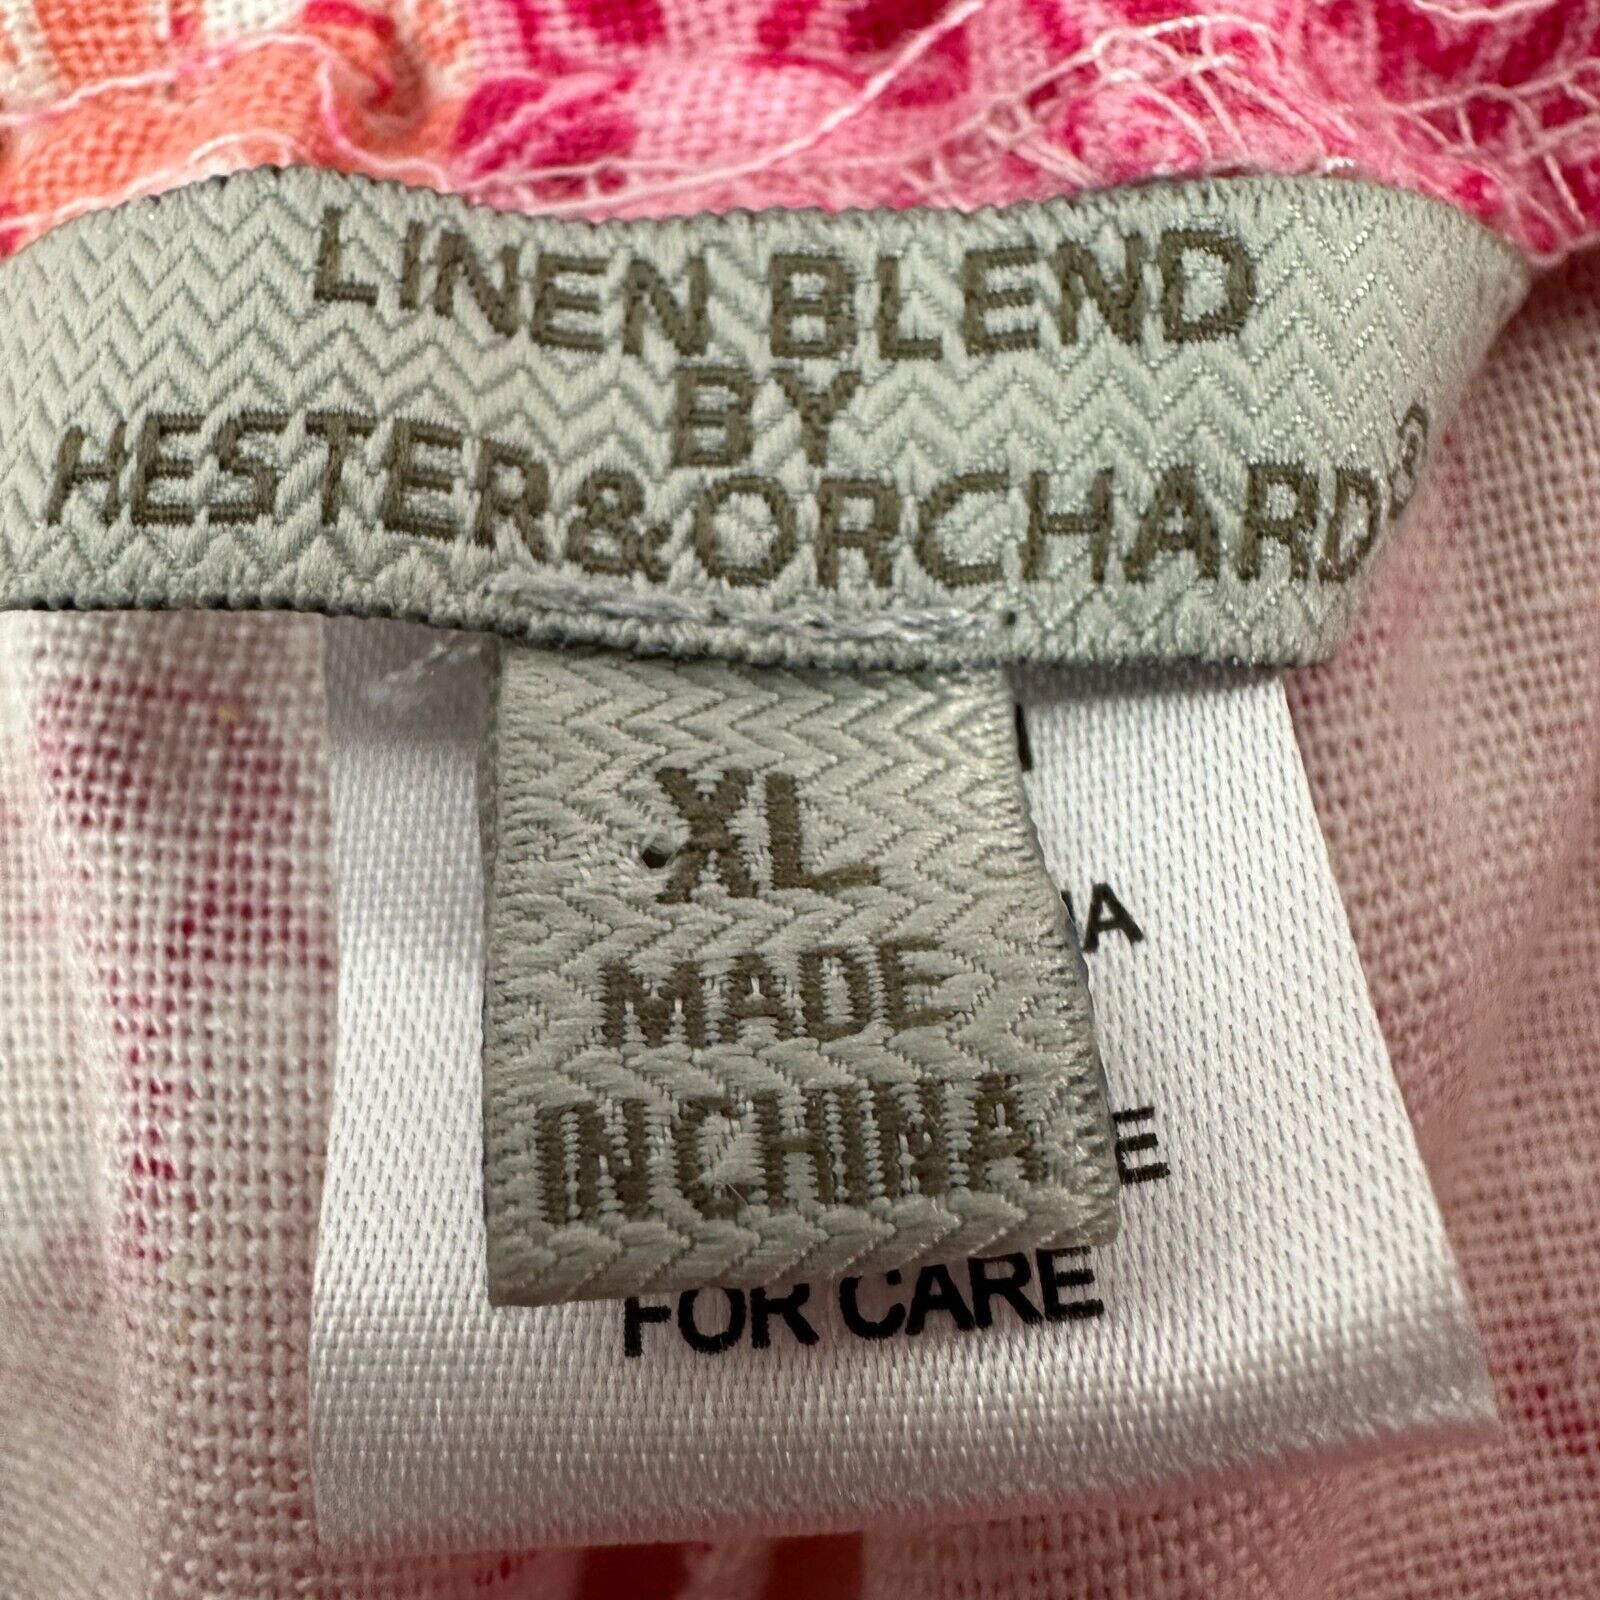 LINEN BLEND
BY
HESTER&ORCHARD®
XL
MADE
IN CHINA
FOR CARE